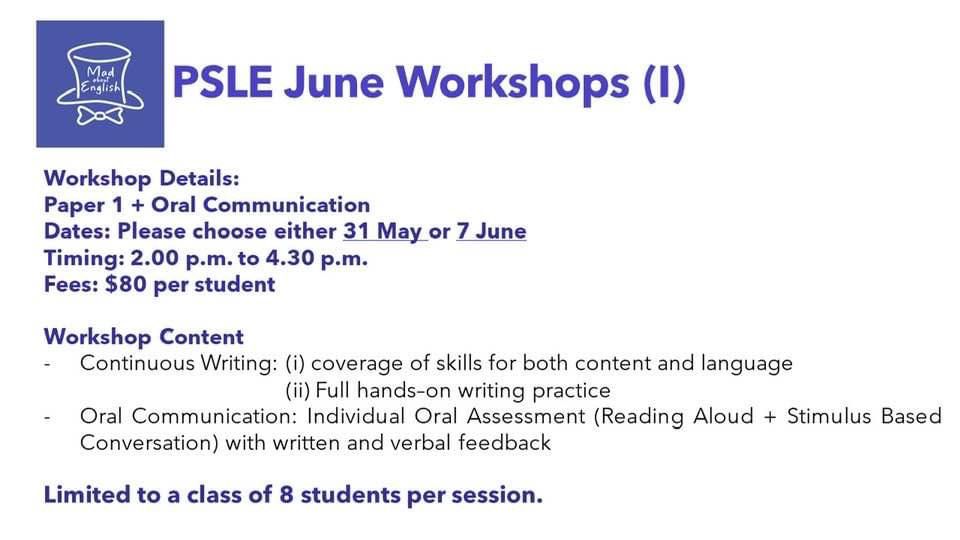 Mad
about
English
PSLE June Workshops (I)
Workshop Details:
Paper 1 + Oral Communication
Dates: Please choose either 31 May or 7 June
Timing: 2.00 p.m. to 4.30 p.m.
Fees: $80 per student
Workshop Content
- Continuous Writing: (i) coverage of skills for both content and language
(ii) Full hands–on writing practice
- Oral Communication: Individual Oral Assessment (Reading Aloud + Stimulus Based
Conversation) with written and verbal feedback
Limited to a class of 8 students per session.